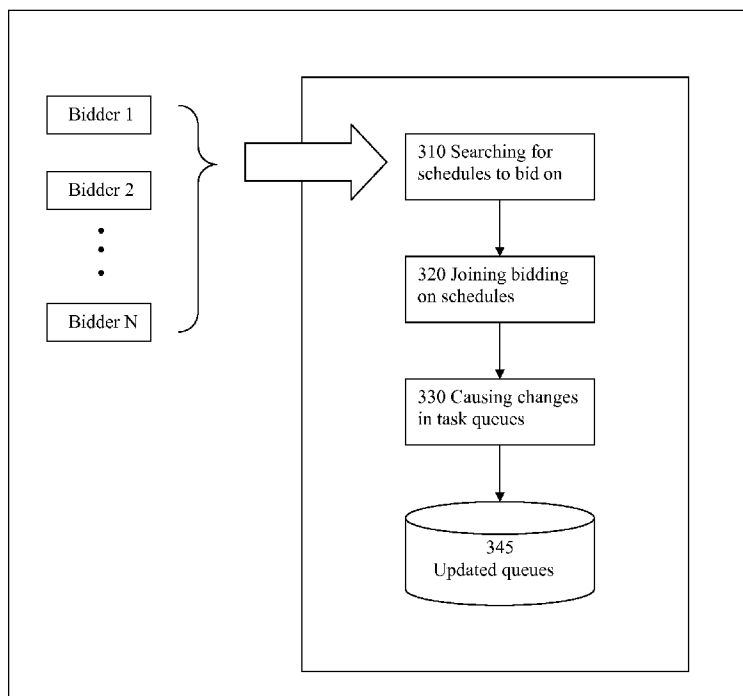 Bidder 1
Bidder 2
Bidder N
310 Searching for
schedules to bid on
320 Joining bidding
on schedules
330 Causing changes
in task queues
345
Updated queues